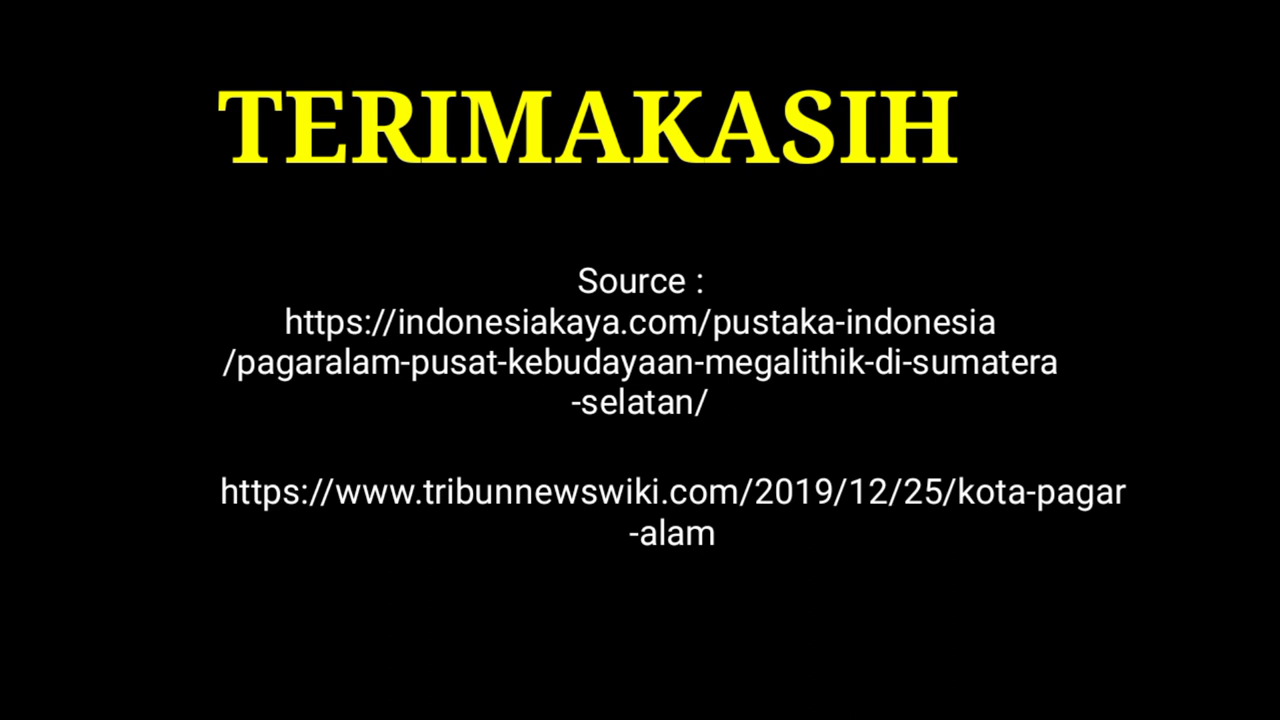 TERIMAKASIH
Source :
https://indonesiakaya.com/pustaka-indonesia
/pagaralam-pusat-kebudayaan-megalithik-di-sumatera
-selatan/
https://www.tribunnewswiki.com/2019/12/25/kota-pagar
-alam